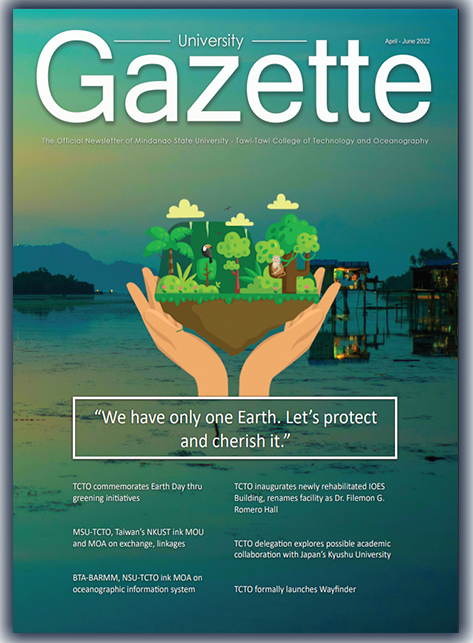 University
April - June 2022
Gazette
The Official Newsletter of Mindanao State University - Tawi-Tawi College of Technology and Oceanography
“We have only one Earth. Let’s protect
and cherish it.”
TCTO commemorates Earth Day thru
greening initiatives
MSU-TCTO, Taiwan’s NKUST ink MOU
and MOA on exchange, linkages
BTA-BARMM, NSU-TCTO ink MOA on
oceanographic information system
TCTO inaugurates newly rehabilitated IOES
Building, renames facility as Dr. Filemon G.
Romero Hall
TCTO delegation explores possible academic
collaboration with Japan’s Kyushu University
TCTO formally launches Wayfinder